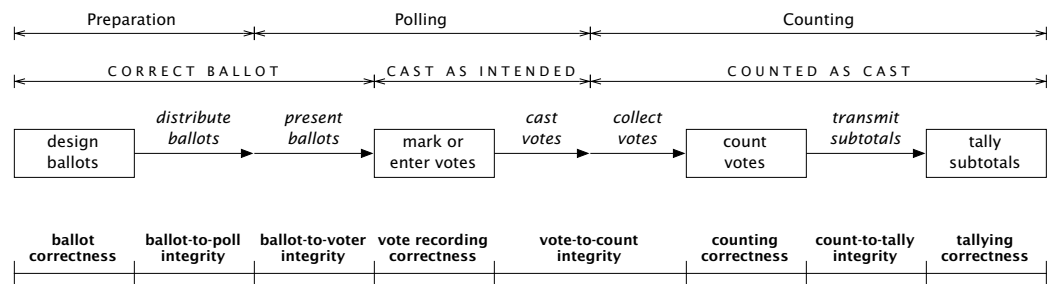 Preparation Polling Counting
CORRECT BALLOT CAST AS INTENDED COUNTED AS CAST
design
ballots
distribute
ballots
present
ballots
mark or
enter votes
cast
votes
collect
votes
count
votes
transmit
subtotals
tally
subtotals
ballot
correctness
ballot-to-poll
integrity
ballot-to-voter
integrity
vote recording
correctness
vote-to-count
integrity
counting
correctness
count-to-tally
integrity
tallying
correctness